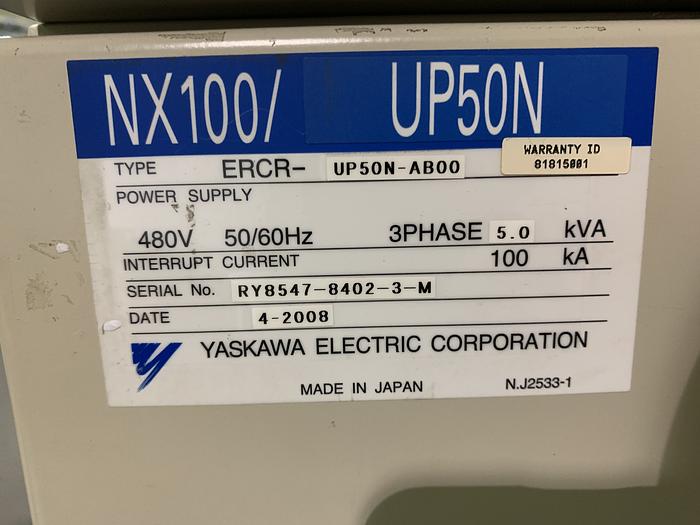 NX100/ UP50N
WARRANTY ID
81815001
TYPE ERCR- UP50N-AB00
POWER SUPPLY
480V 50/60Hz 3PHASE 5.0 kVA
INTERRUPT CURRENT 100 kA
SERIAL No. RY8547-8402-3-M
DATE 4-2008
YASKAWA ELECTRIC CORPORATION
MADE IN JAPAN N.J2533-1